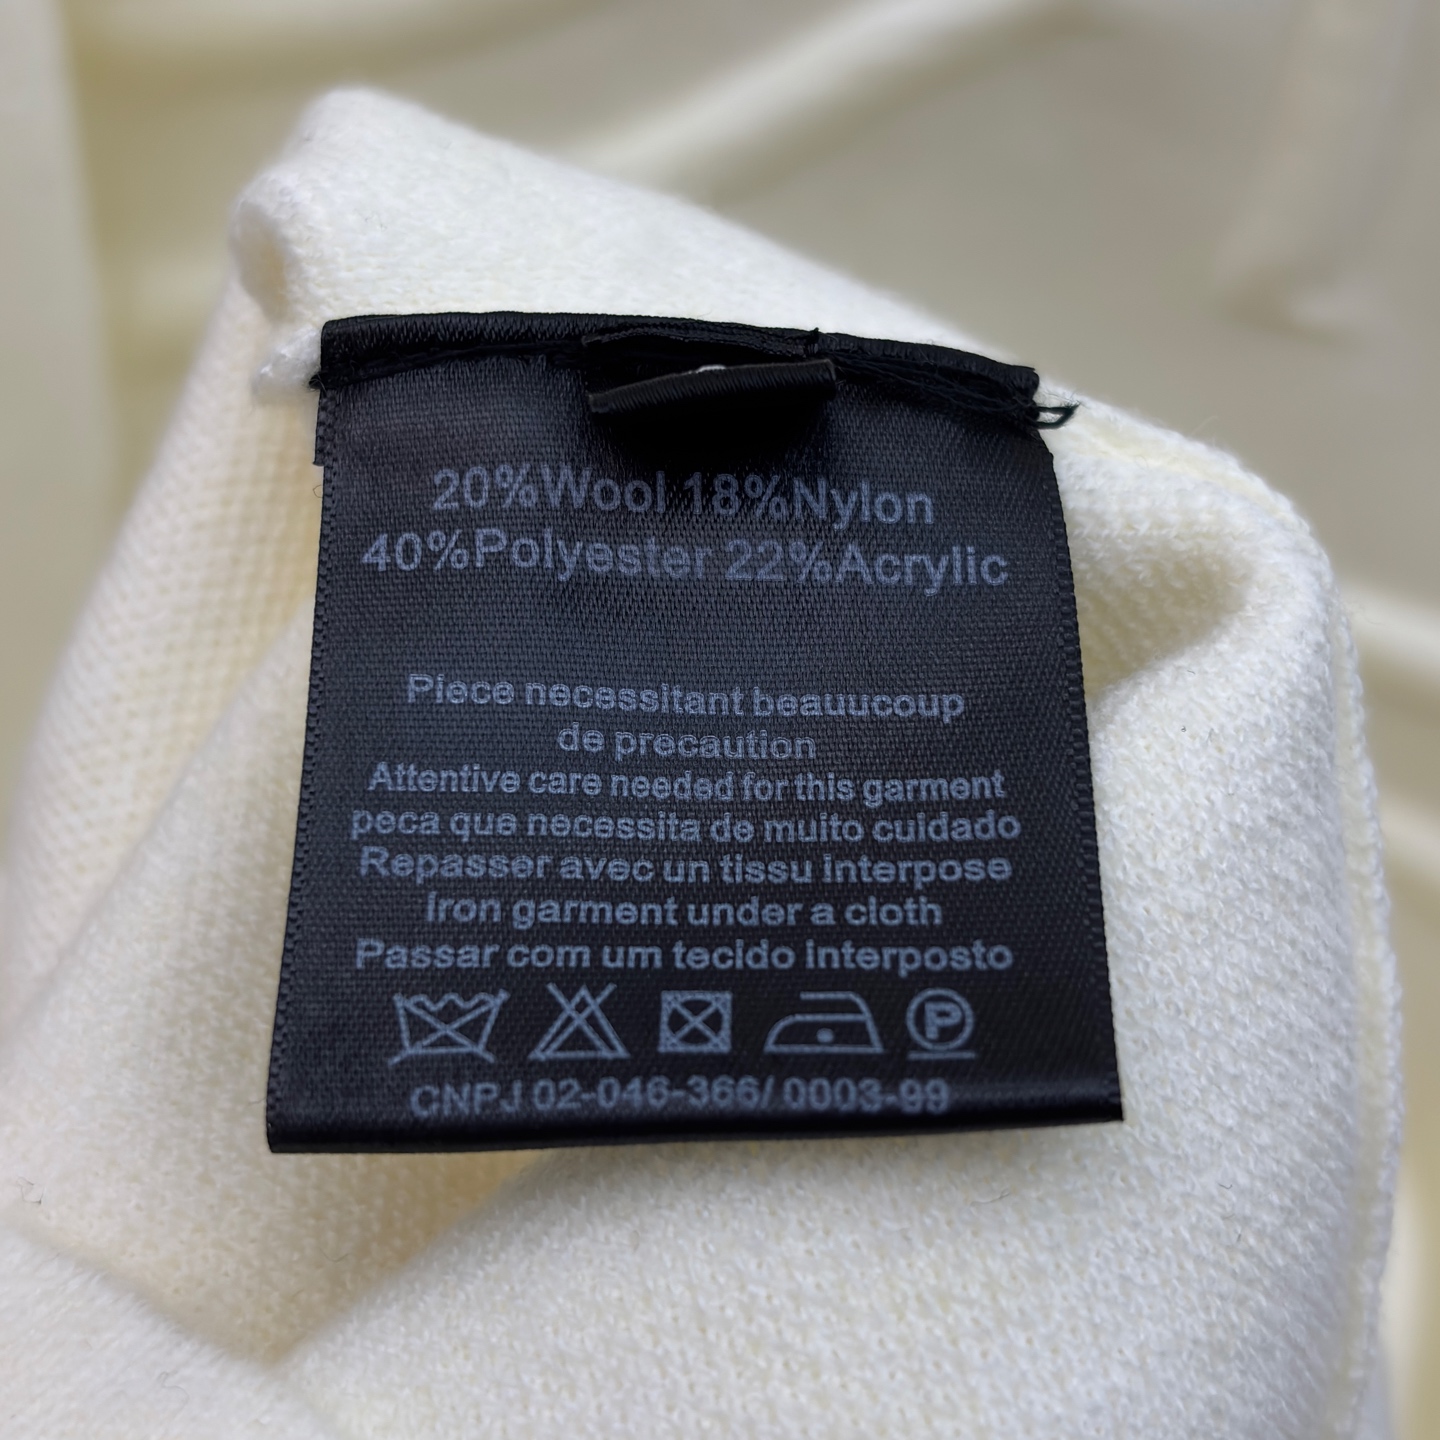 20%Wool 18%Nylon
40%Polyester 22%Acrylic
Piece necessitant beauucoup
de precaution
Attentive care needed for this garment
peca que necessita de muito cuidado
Repasser avec un tissu interpose
Iron garment under a cloth
Passar com um tecido interposto
P
CNPJ 02-046-366/0003-99